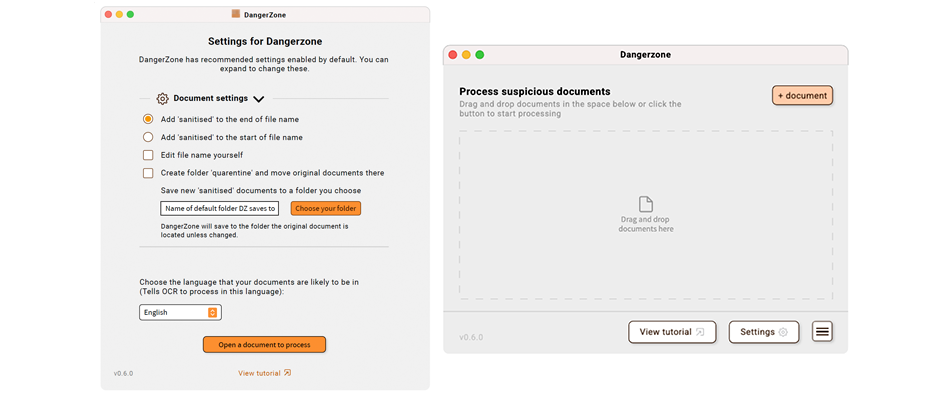 DangerZone
Settings for Dangerzone
DangerZone has recommended settings enabled by default. You can
expand to change these.
Document settings
Add 'sanitised' to the end of file name
Add 'sanitised' to the start of file name
Edit file name yourself
Create folder 'quarentine' and move original documents there
Save new 'sanitised' documents to a folder you choose
Name of default folder DZ saves to
Choose your folder
DangerZone will save to the folder the original document is
located unless changed.
Choose the language that your documents are likely to be in
(Tells OCR to process in this language):
English
Open a document to process
v0.6.0
View tutorial
Dangerzone
Process suspicious documents
Drag and drop documents in the space below or click the
button to start processing
+ document
Drag and drop
documents here
v0.6.0
View tutorial
Settings